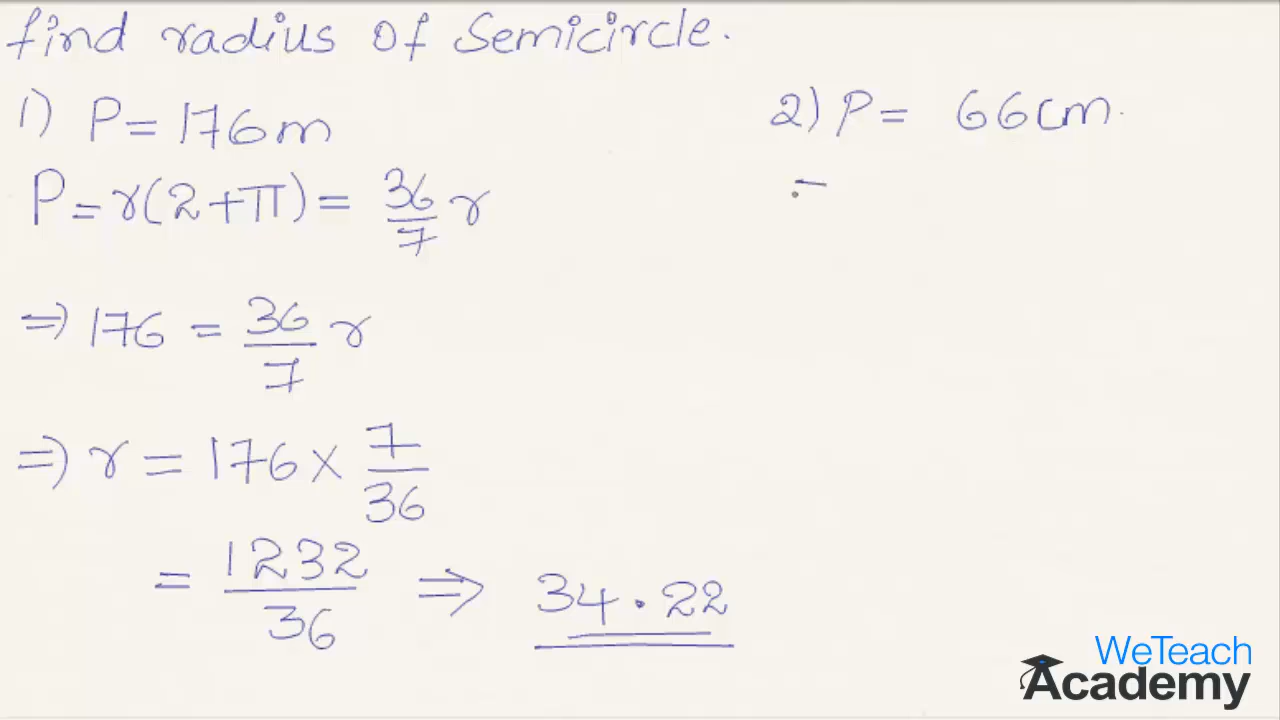 find radius of Semicircle.
1) P = 176m
P = r(2+π) = 36/7 r
⇒ 176 = 36/7 r
⇒ r = 176 × 7/36
= 1232/36 ⇒ 34.22
2) P = 66cm.
WeTeach
Academy